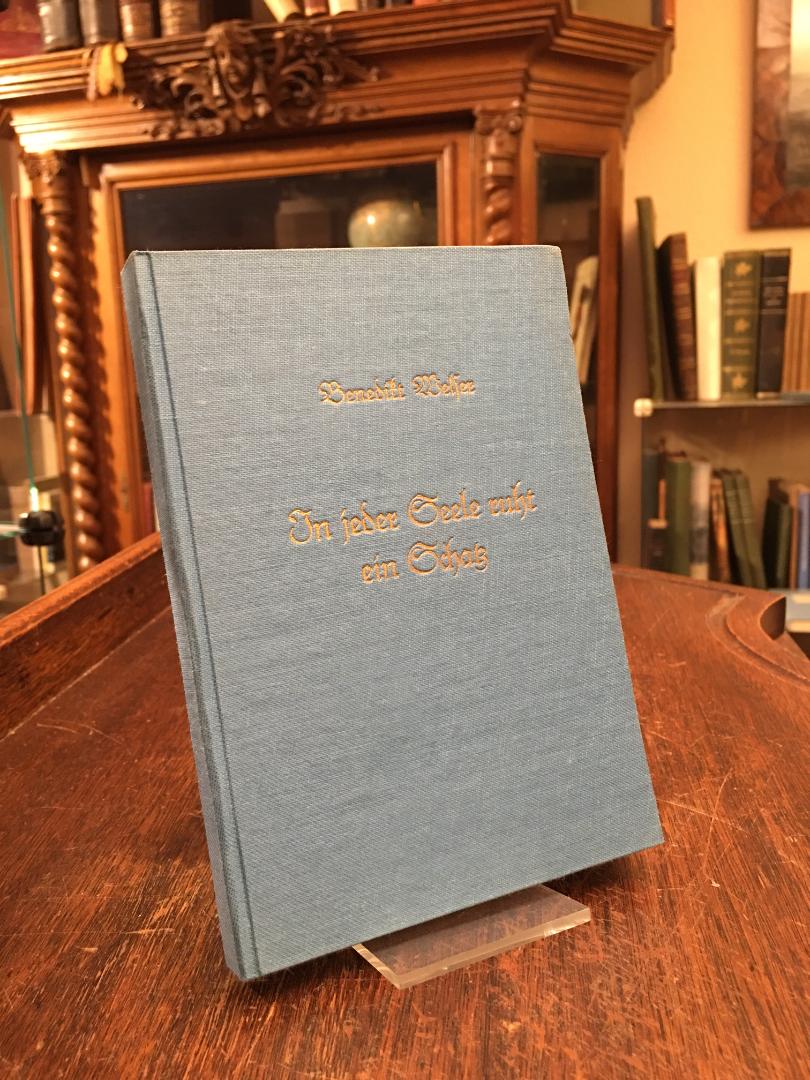 Benedikt Welser
In jeder Seele ruht
ein Schatz